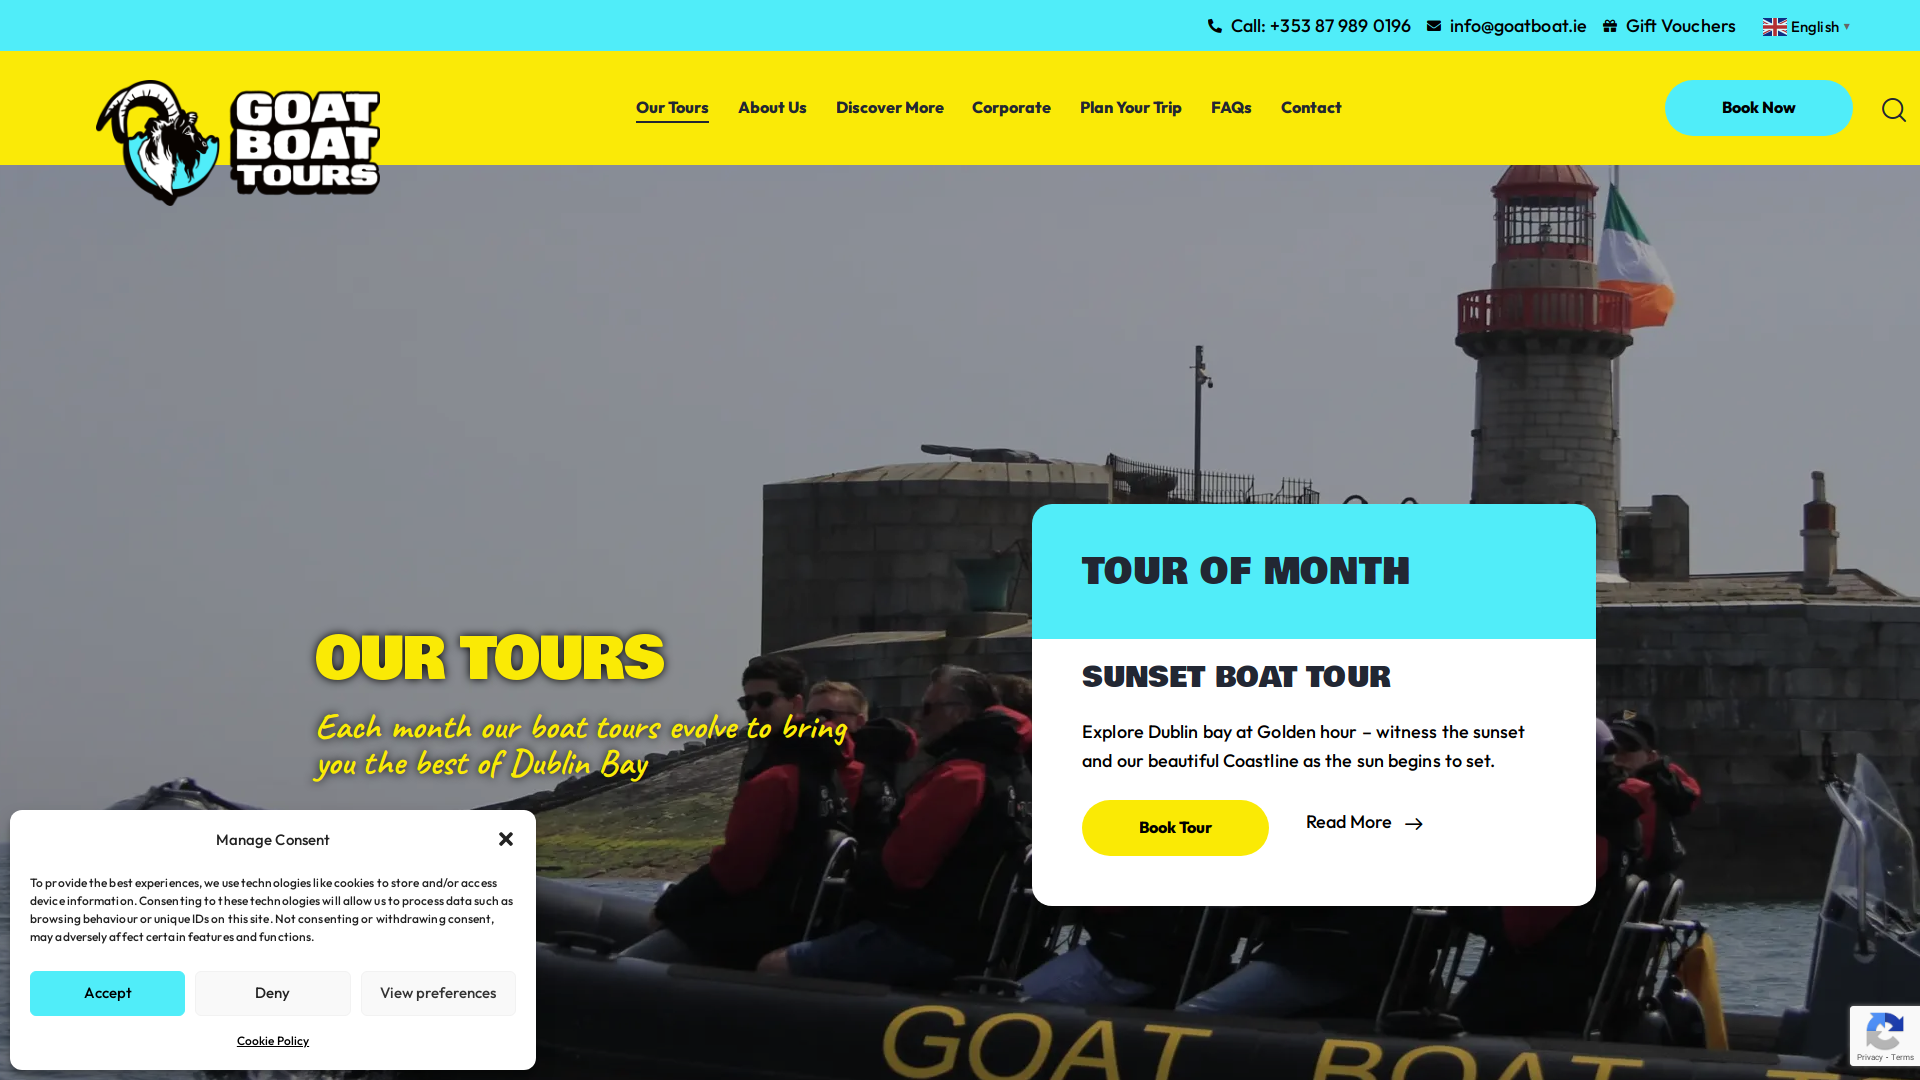 Call: +353 87 989 0196
info@goatboat.ie
Gift Vouchers
English
GOAT
BOAT
TOURS
Our Tours
About Us
Discover More
Corporate
Plan Your Trip
FAQs
Contact
Book Now
TOUR OF MONTH
SUNSET BOAT TOUR
Explore Dublin bay at Golden hour – witness the sunset
and our beautiful Coastline as the sun begins to set.
Book Tour
Read More
OUR TOURS
Each month our boat tours evolve to bring
you the best of Dublin Bay
Manage Consent
To provide the best experiences, we use technologies like cookies to store and/or access
device information. Consenting to these technologies will allow us to process data such as
browsing behaviour or unique IDs on this site. Not consenting or withdrawing consent,
may adversely affect certain features and functions.
Accept
Deny
View preferences
Cookie Policy
GOAT BOAT
Privacy - Terms